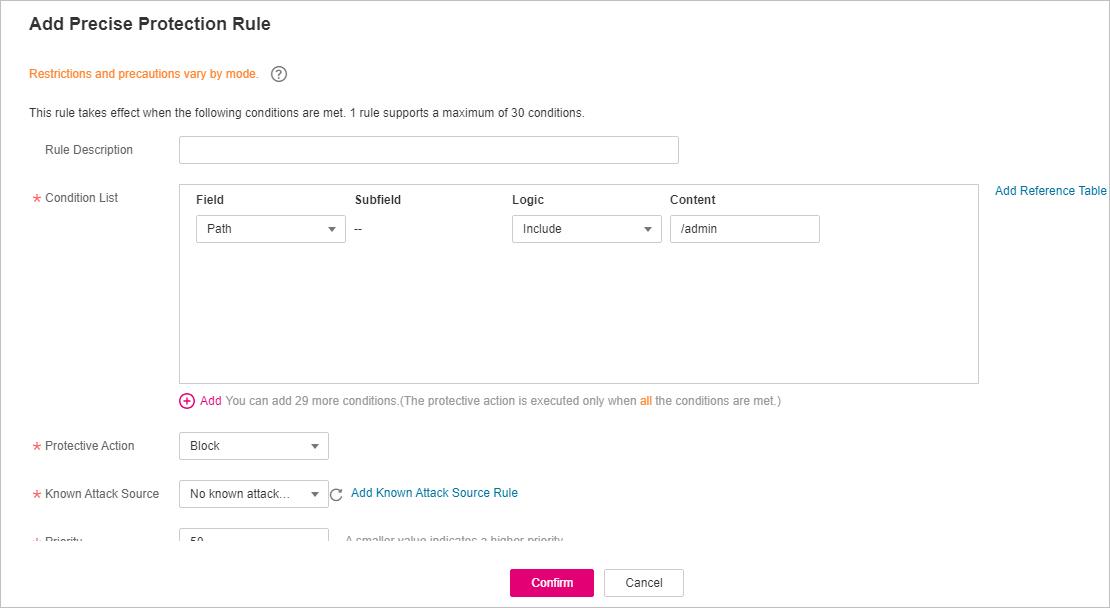 Add Precise Protection Rule
Restrictions and precautions vary by mode. ?
This rule takes effect when the following conditions are met. 1 rule supports a maximum of 30 conditions.
Rule Description
* Condition List
Field Subfield Logic Content
Add Reference Table
Path -- Include /admin
Add You can add 29 more conditions.(The protective action is executed only when all the conditions are met.)
* Protective Action Block
* Known Attack Source No known attack... Add Known Attack Source Rule
* Priority 50 A smaller value indicates a higher priority.
Confirm Cancel